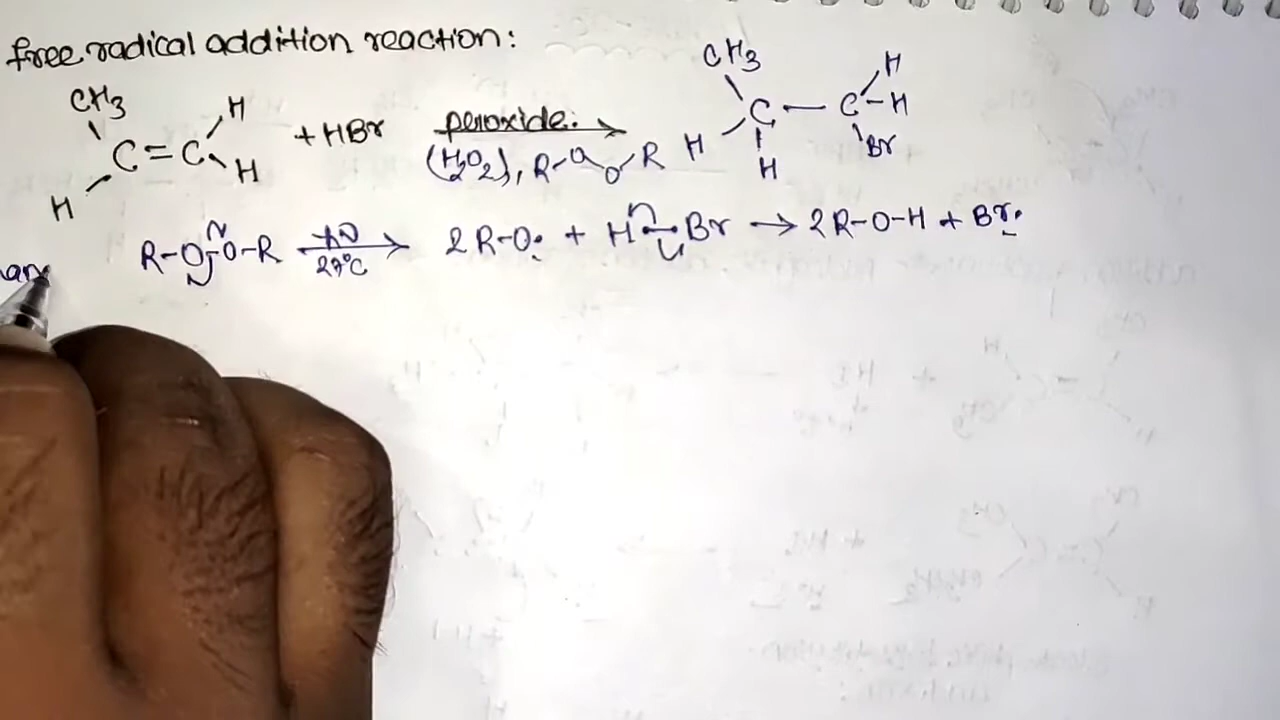 free radical addition reaction:
CH3 CH3 H
H C - C - H
C = C + HBr peroxide:
H (H2O2), R-O-O-R H Br
H H
R-O-O-R hν 27°C 2R-O• + H-Br → 2R-O-H + Br•